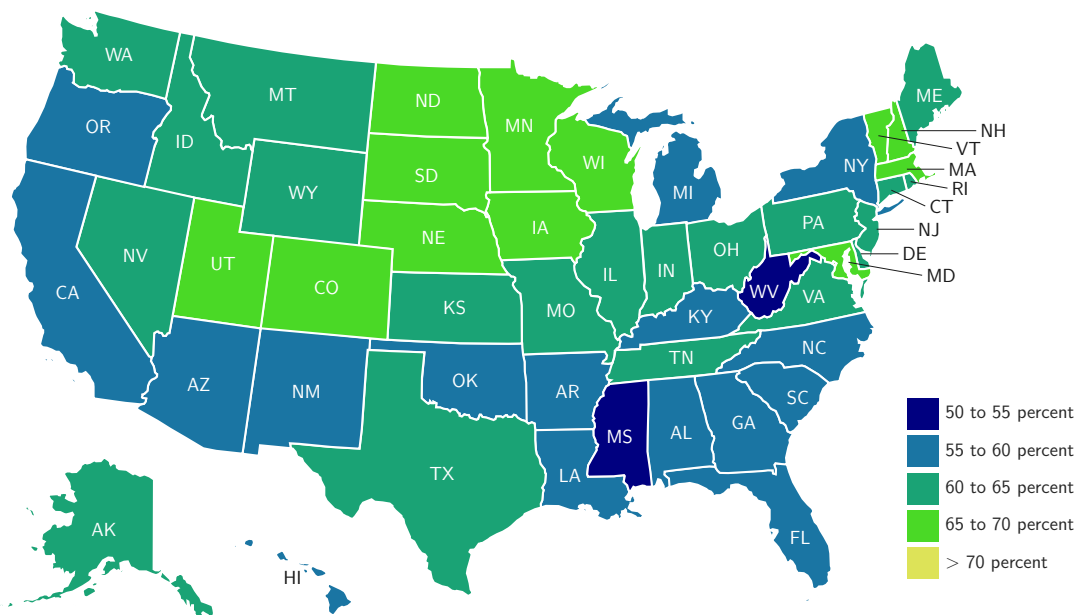 WA
MT
ND
MN
ME
OR
ID
WY
SD
WI
MI
NY
NH
VT
MA
RI
CT
NV
UT
CO
NE
IA
IL
IN
OH
PA
NJ
DE
MD
CA
KS
MO
KY
WV
VA
AZ
NM
OK
AR
TN
NC
SC
TX
LA
MS
AL
GA
FL
AK
HI
50 to 55 percent
55 to 60 percent
60 to 65 percent
65 to 70 percent
> 70 percent